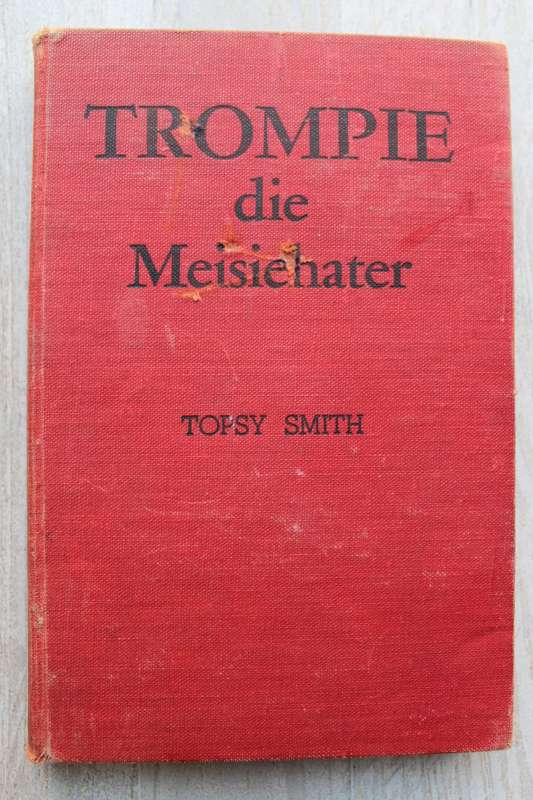 TROMPIE
die
Meisiehater
TOPSY SMITH